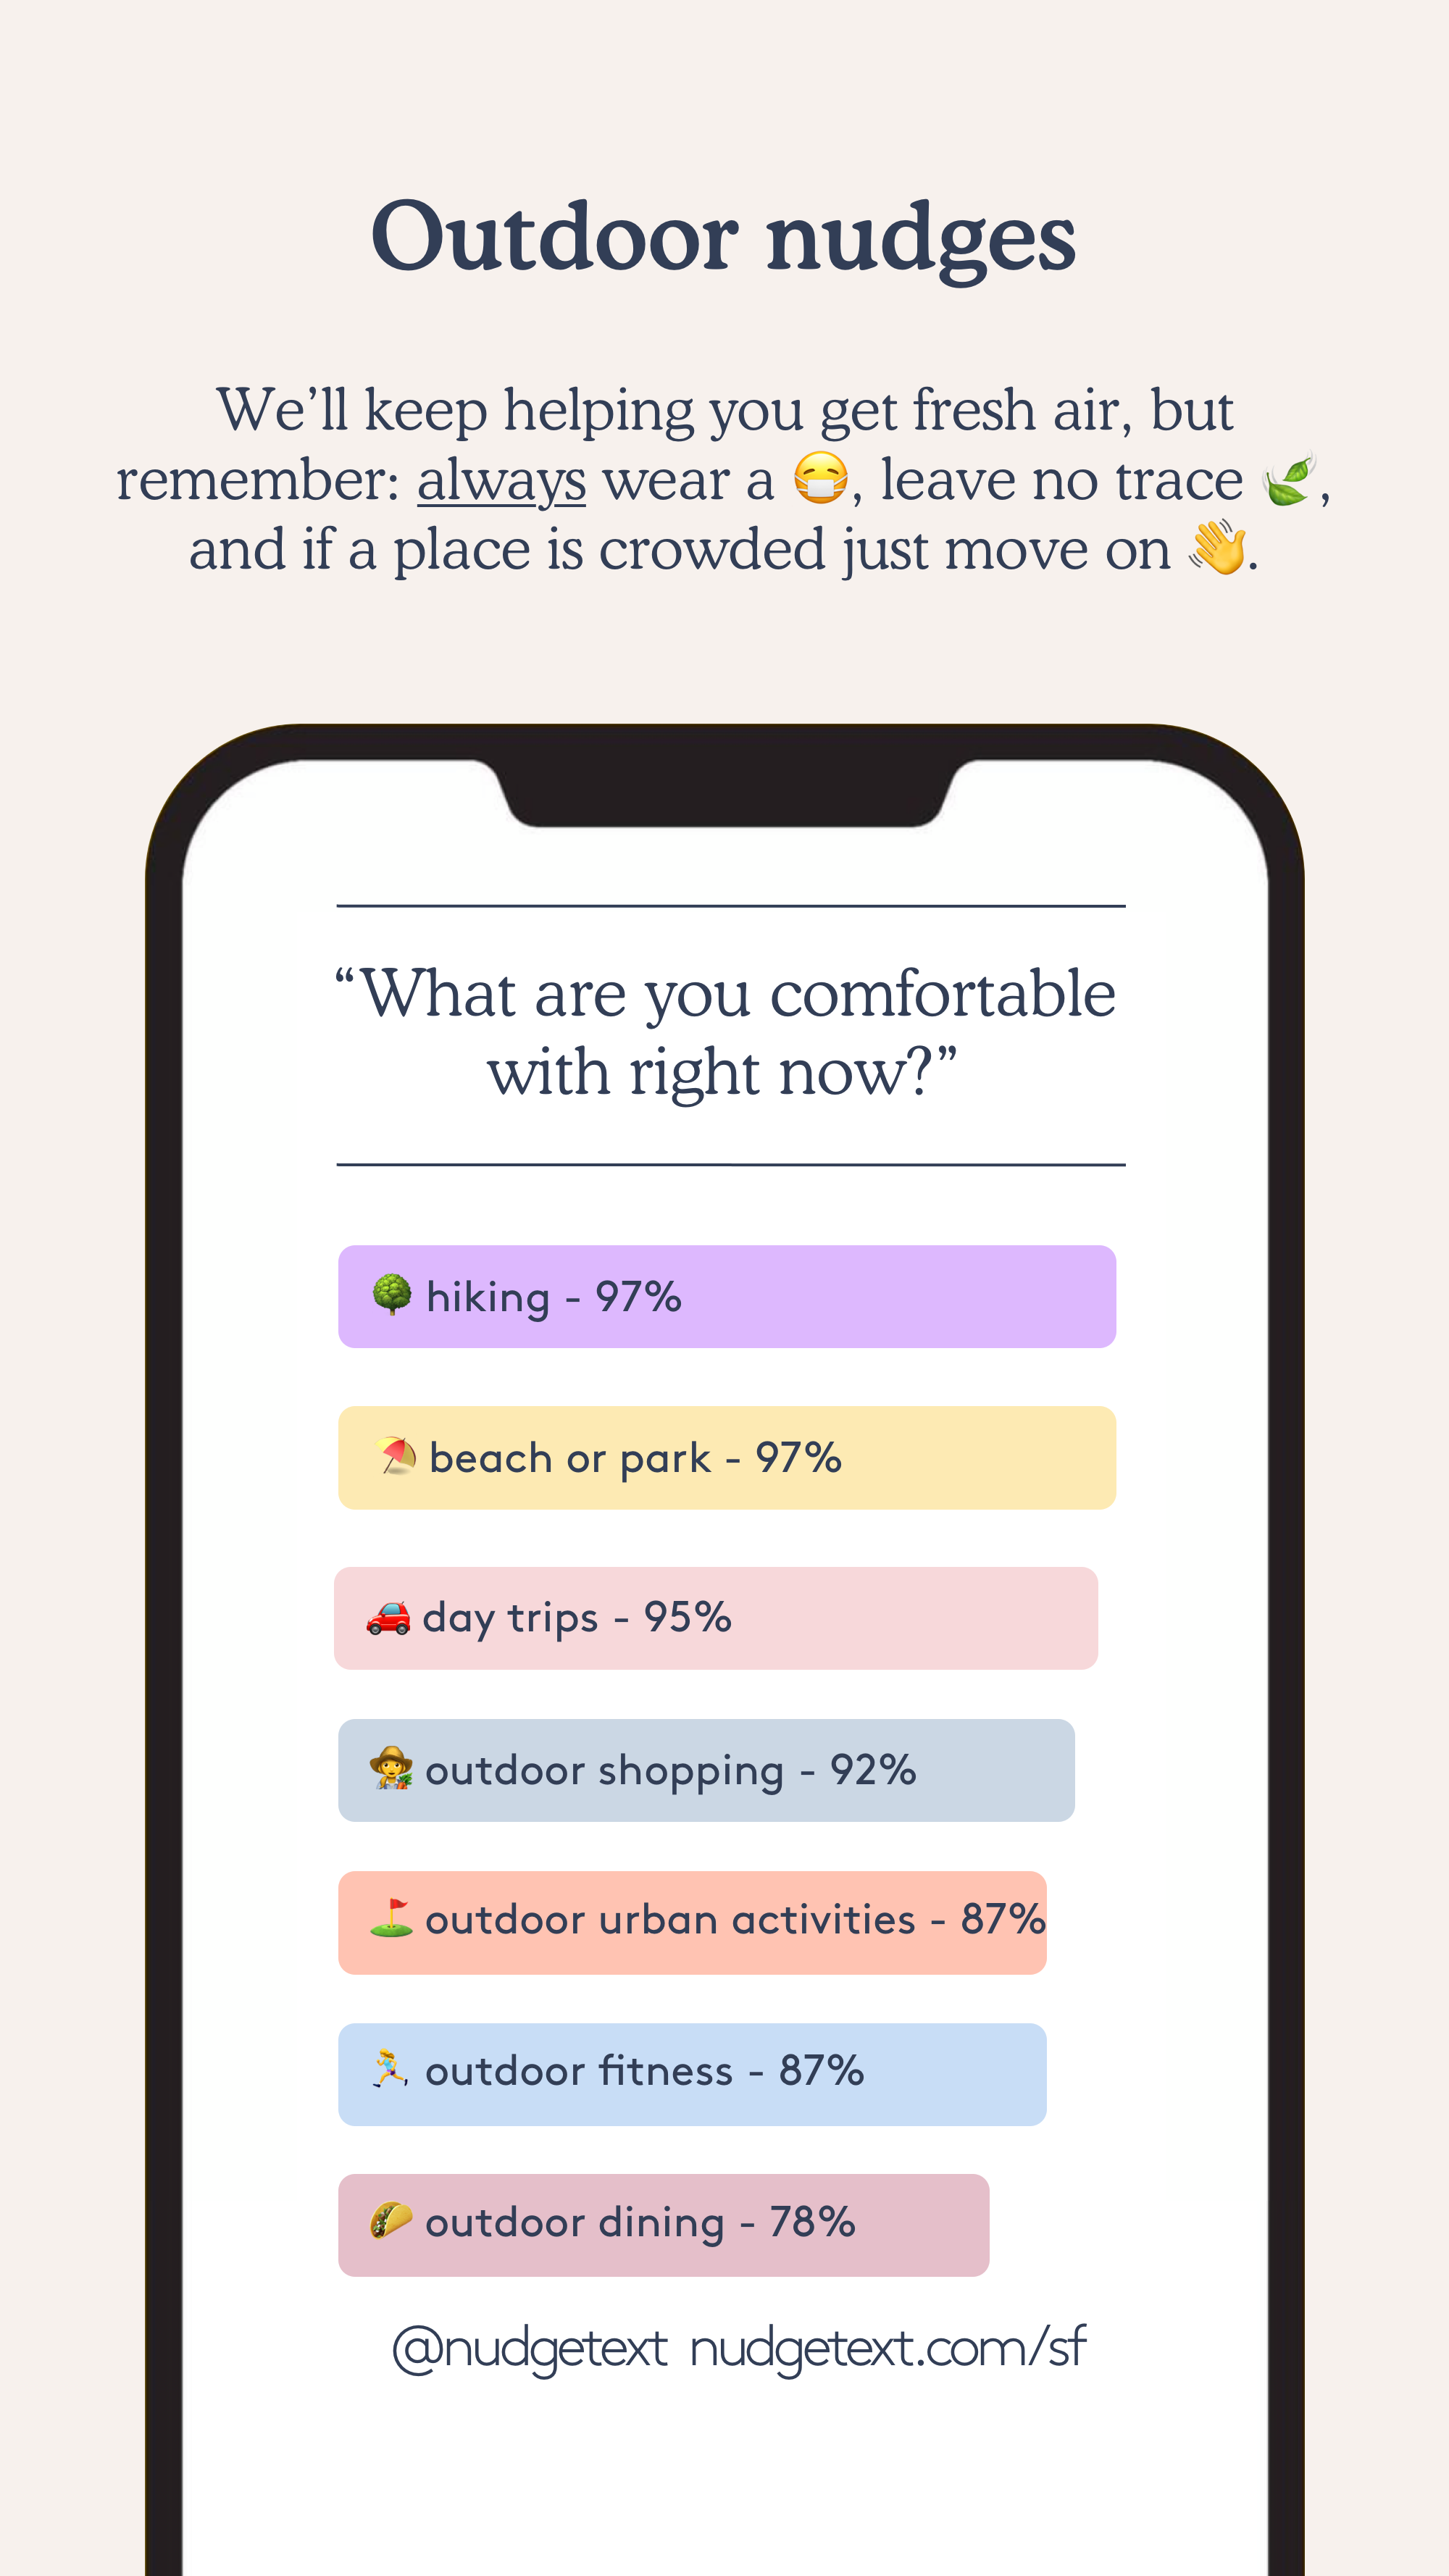 Outdoor nudges
We’ll keep helping you get fresh air, but
remember: always wear a 😷, leave no trace 🍃,
and if a place is crowded just move on 👋.
“What are you comfortable
with right now?”
🌳 hiking - 97%
⛱️ beach or park - 97%
🚗 day trips - 95%
🧑‍🌾 outdoor shopping - 92%
⛳ outdoor urban activities - 87%
🏃‍♀️ outdoor fitness - 87%
🌮 outdoor dining - 78%
@nudgetext nudgetext.com/sf